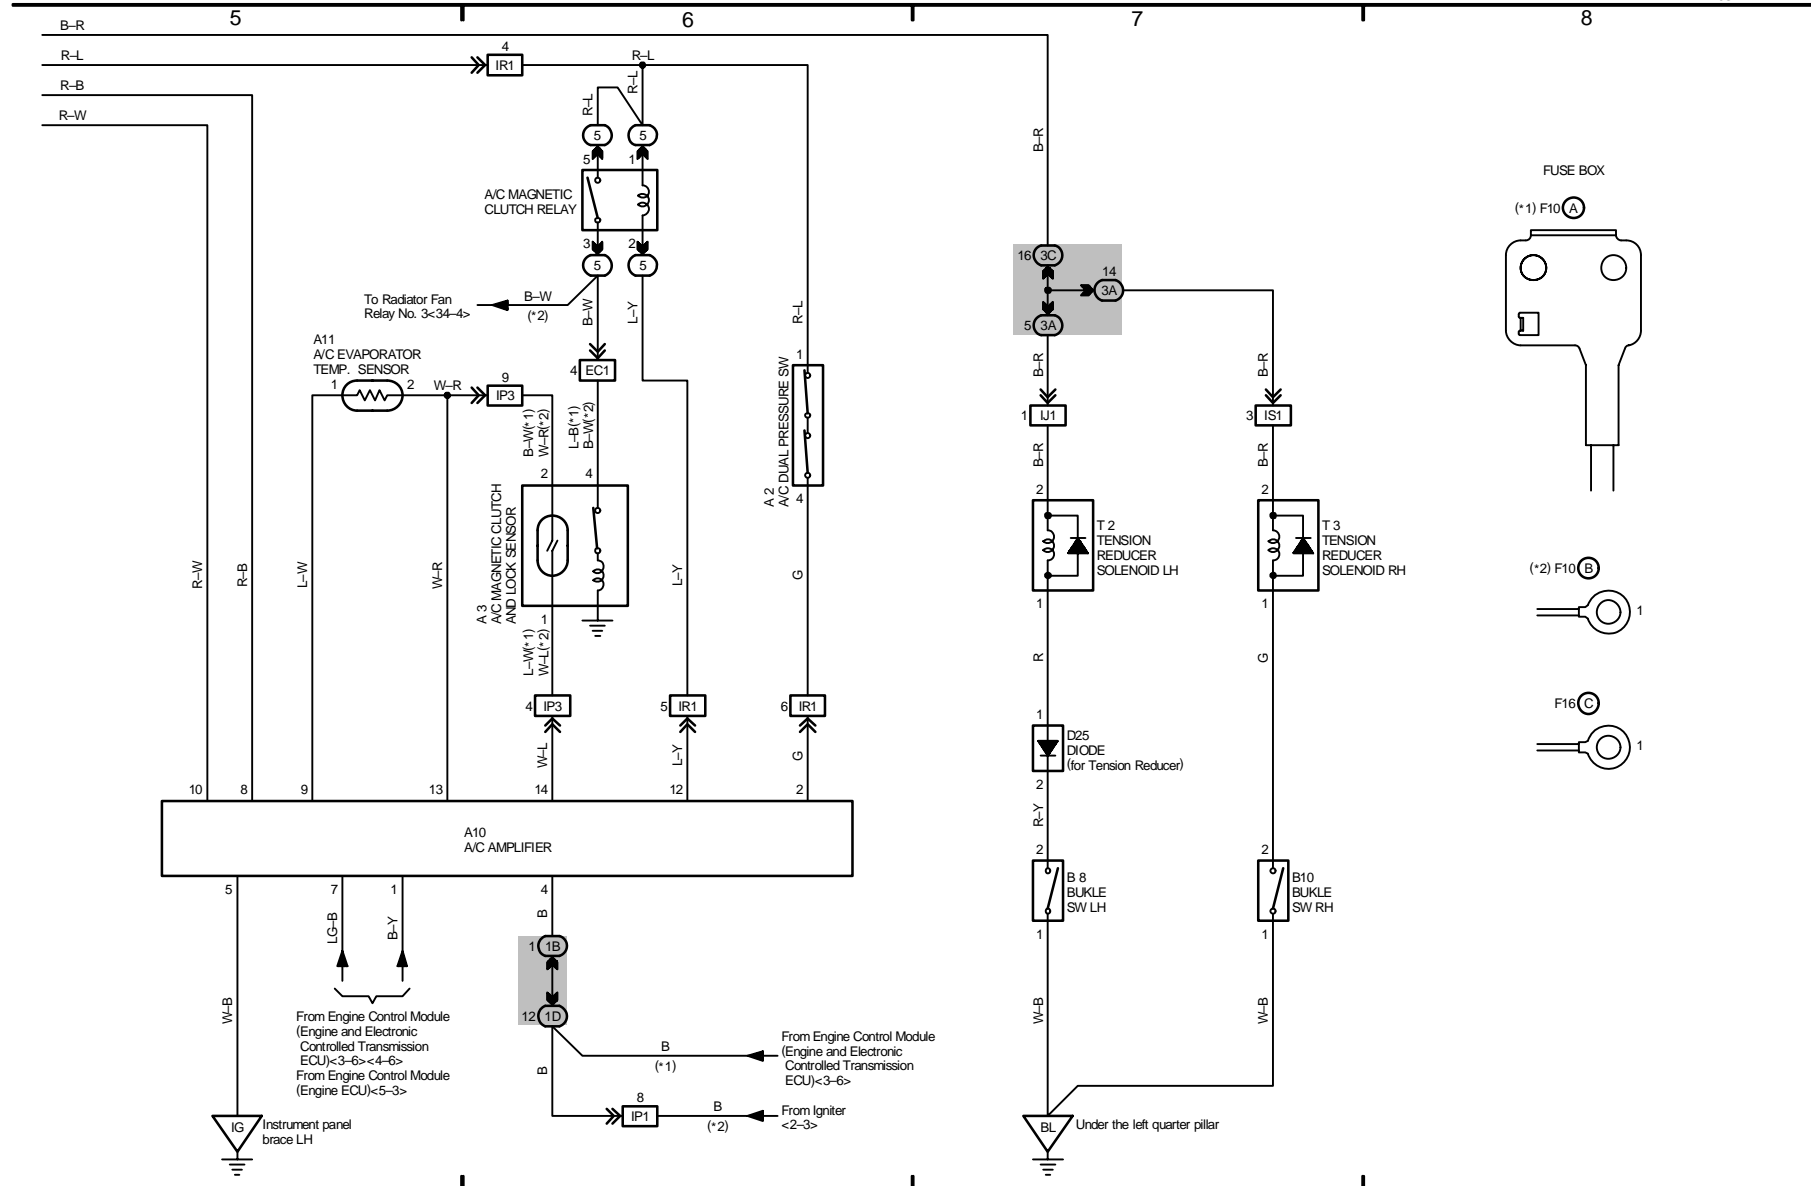 5
6
7
8
B–R
R–L
4
IR1
R–L
R–B
R–W
R–L
R–L
5
5
5
1
A/C MAGNETIC
CLUTCH RELAY
3
2
5
5
To Radiator Fan
Relay No. 3<34–4>
B–W
(*2)
B–W
L–Y
R–L
B–R
16
3C
14
3A
5
3A
FUSE BOX
(*1) F10
A
A11
A/C EVAPORATOR
TEMP. SENSOR
1
2
W–R
9
IP3
4
EC1
B–W(*1)
W–R(*2)
L–B(*1)
B–W(*2)
1
A 2
A/C DUAL PRESSURE SW
4
B–R
B–R
1
IJ1
3
IS1
B–R
B–R
2
4
A 3
A/C MAGNETIC CLUTCH
AND LOCK SENSOR
1
L–W(*1)
W–L(*2)
2
T 2
TENSION
REDUCER
SOLENOID LH
1
2
T 3
TENSION
REDUCER
SOLENOID RH
1
(*2) F10
B
1
R–W
R–B
L–W
W–R
L–Y
G
R
G
F16
C
1
4
IP3
5
IR1
6
IR1
W–L
L–Y
G
1
D25
DIODE
(for Tension Reducer)
2
R–Y
10
8
9
13
14
12
2
A10
A/C AMPLIFIER
5
7
1
4
2
B 8
BUKLE
SW LH
1
2
B10
BUKLE
SW RH
1
LG–B
B–Y
B
1
1B
12
1D
W–B
W–B
W–B
From Engine Control Module
(Engine and Electronic
Controlled Transmission
ECU)<3–6><4–6>
From Engine Control Module
(Engine ECU)<5–3>
B
(*1)
From Engine Control Module
(Engine and Electronic
Controlled Transmission
ECU)<3–6>
B
8
IP1
B
(*2)
From Igniter
<2–3>
IG
Instrument panel
brace LH
BL
Under the left quarter pillar